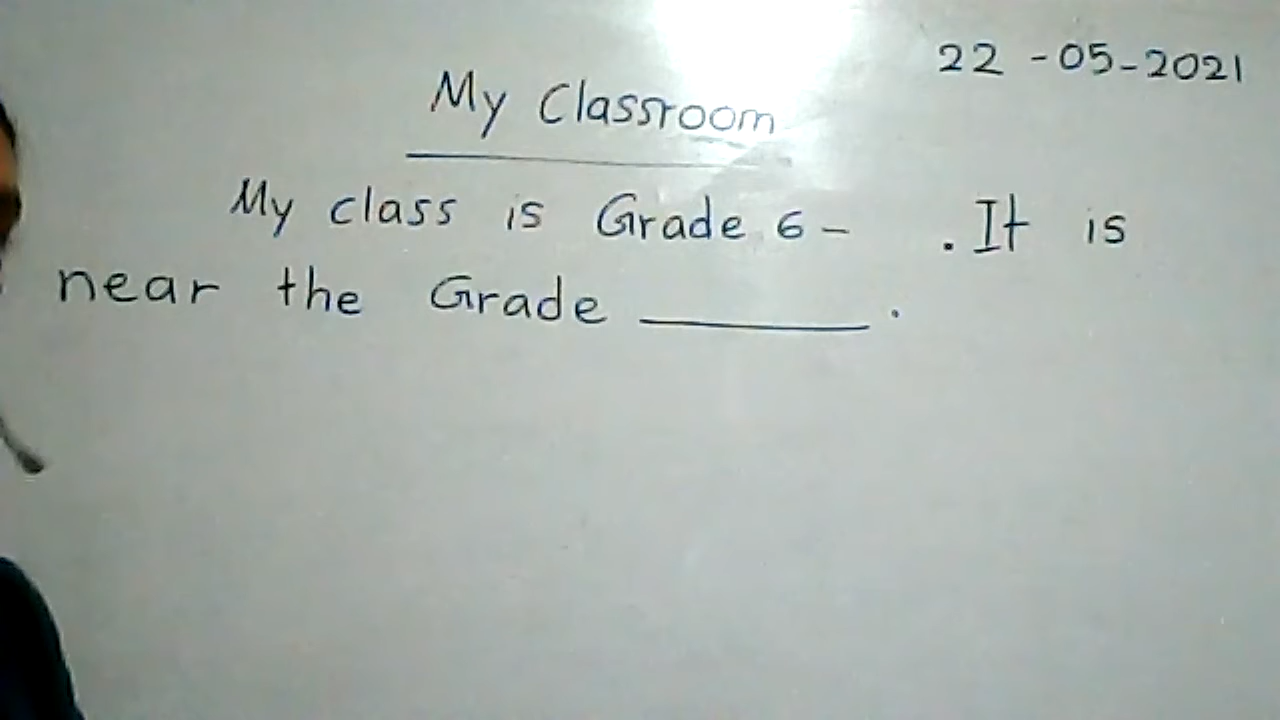 22 -05-2021
My Classroom
My class is Grade 6- . It is
near the Grade ______ .